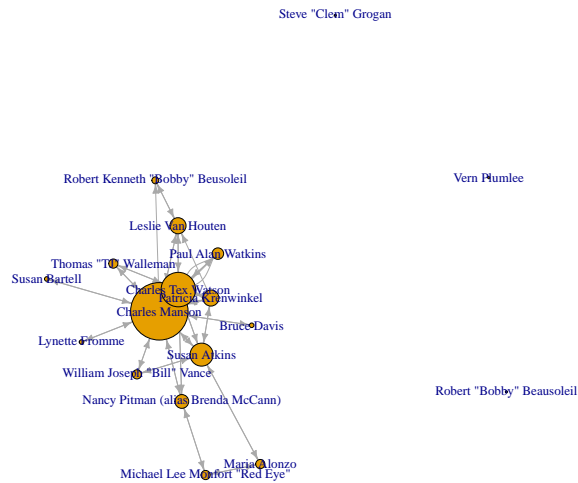 Steve "Clem" Grogan
Robert Kenneth "Bobby" Beusoleil
Vern Plumlee
Leslie Van Houten
Paul Alan Watkins
Thomas "TJ" Walleman
Susan Bartell
Charles Tex Watson
Patricia Krenwinkel
Charles Manson
Bruce Davis
Lynette Fromme
Susan Atkins
William Joseph "Bill" Vance
Robert "Bobby" Beausoleil
Nancy Pitman (alias Brenda McCann)
Maria Alonzo
Michael Lee Monfort "Red Eye"